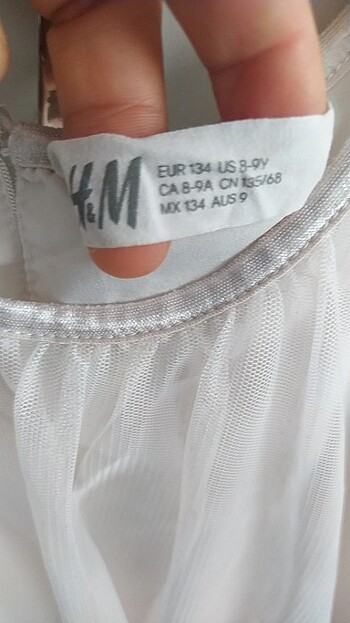 H&M
EUR 134 US 8-9Y
CA 8-9A CN 135/68
MX 134 AUS 9